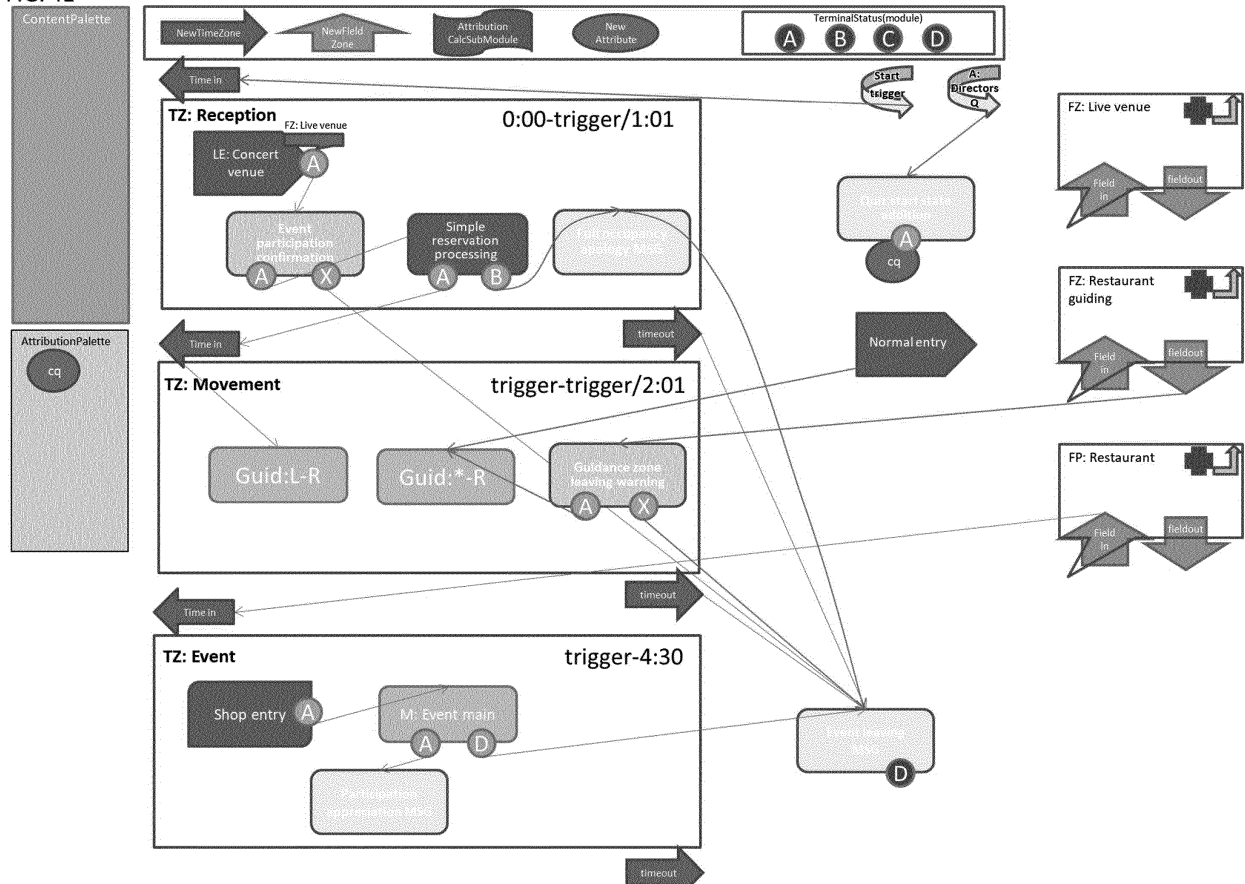 ContentPalette
NewTimeZone
NewField
Zone
Attribution
CalcSubModule
New
Attribute
TerminalStatus(module)
A
B
C
D
Time in
Start
trigger
A:
Directors
Q
TZ: Reception
0:00-trigger/1:01
FZ: Live venue
LE: Concert
venue
A
Event
participation
confirmation
A
X
Simple
reservation
processing
A
B
A
cq
FZ: Live venue
Field
in
fieldout
AttributionPalette
cq
Time in
timeout
Normal entry
FZ: Restaurant
guiding
Field
in
fieldout
TZ: Movement
trigger-trigger/2:01
Guid:L-R
Guid:*-R
Guidance zone
leaving warning
A
X
FP: Restaurant
Field
in
fieldout
Time in
timeout
TZ: Event
trigger-4:30
Shop entry
A
M: Event main
A
D
D
timeout